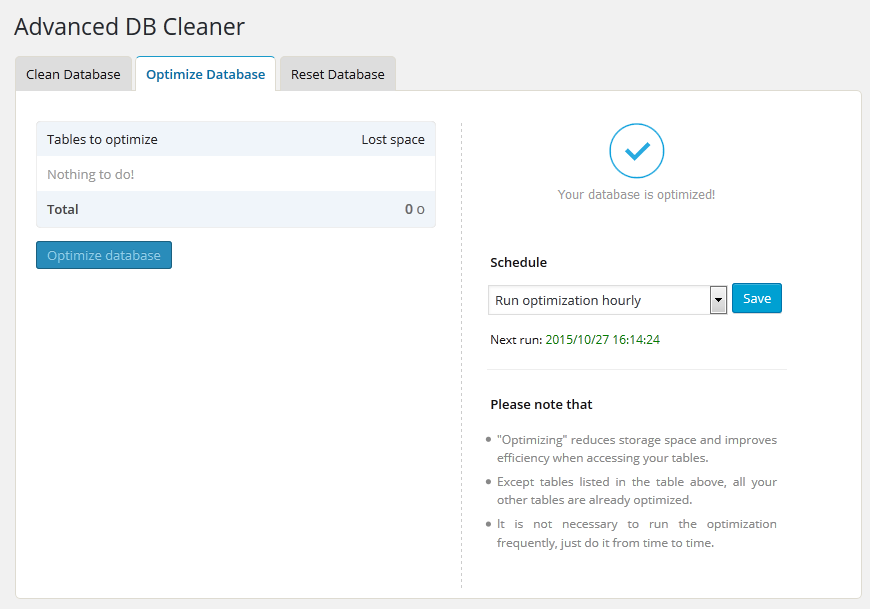 Advanced DB Cleaner
Clean Database
Optimize Database
Reset Database
Tables to optimize Lost space
Nothing to do!
Total 0 o
Optimize database
Your database is optimized!
Schedule
Run optimization hourly
Save
Next run: 2015/10/27 16:14:24
Please note that
"Optimizing" reduces storage space and improves
efficiency when accessing your tables.
Except tables listed in the table above, all your
other tables are already optimized.
It is not necessary to run the optimization
frequently, just do it from time to time.